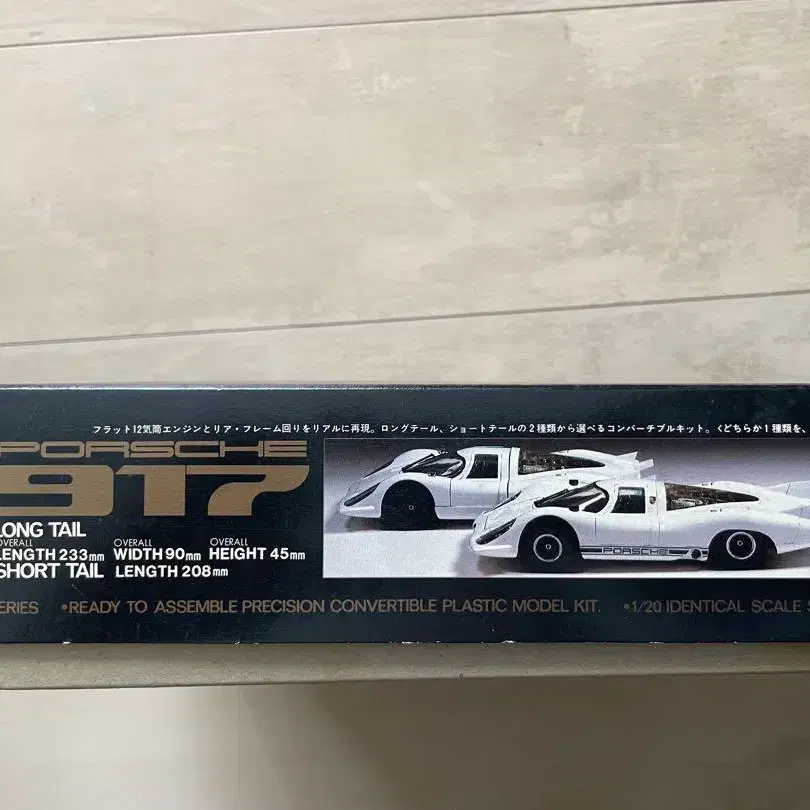 フラット12気筒エンジンとリア・フレーム回りをリアルに再現。ロングテール、ショートテールの2種類から選べるコンバーチブルキット。〈どちらか1種類を、
PORSCHE
917
LONG TAIL
OVERALL LENGTH 233mm OVERALL WIDTH 90mm OVERALL HEIGHT 45mm
SHORT TAIL LENGTH 208mm
PORSCHE
ERIES •READY TO ASSEMBLE PRECISION CONVERTIBLE PLASTIC MODEL KIT. •1/20 IDENTICAL SCALE S